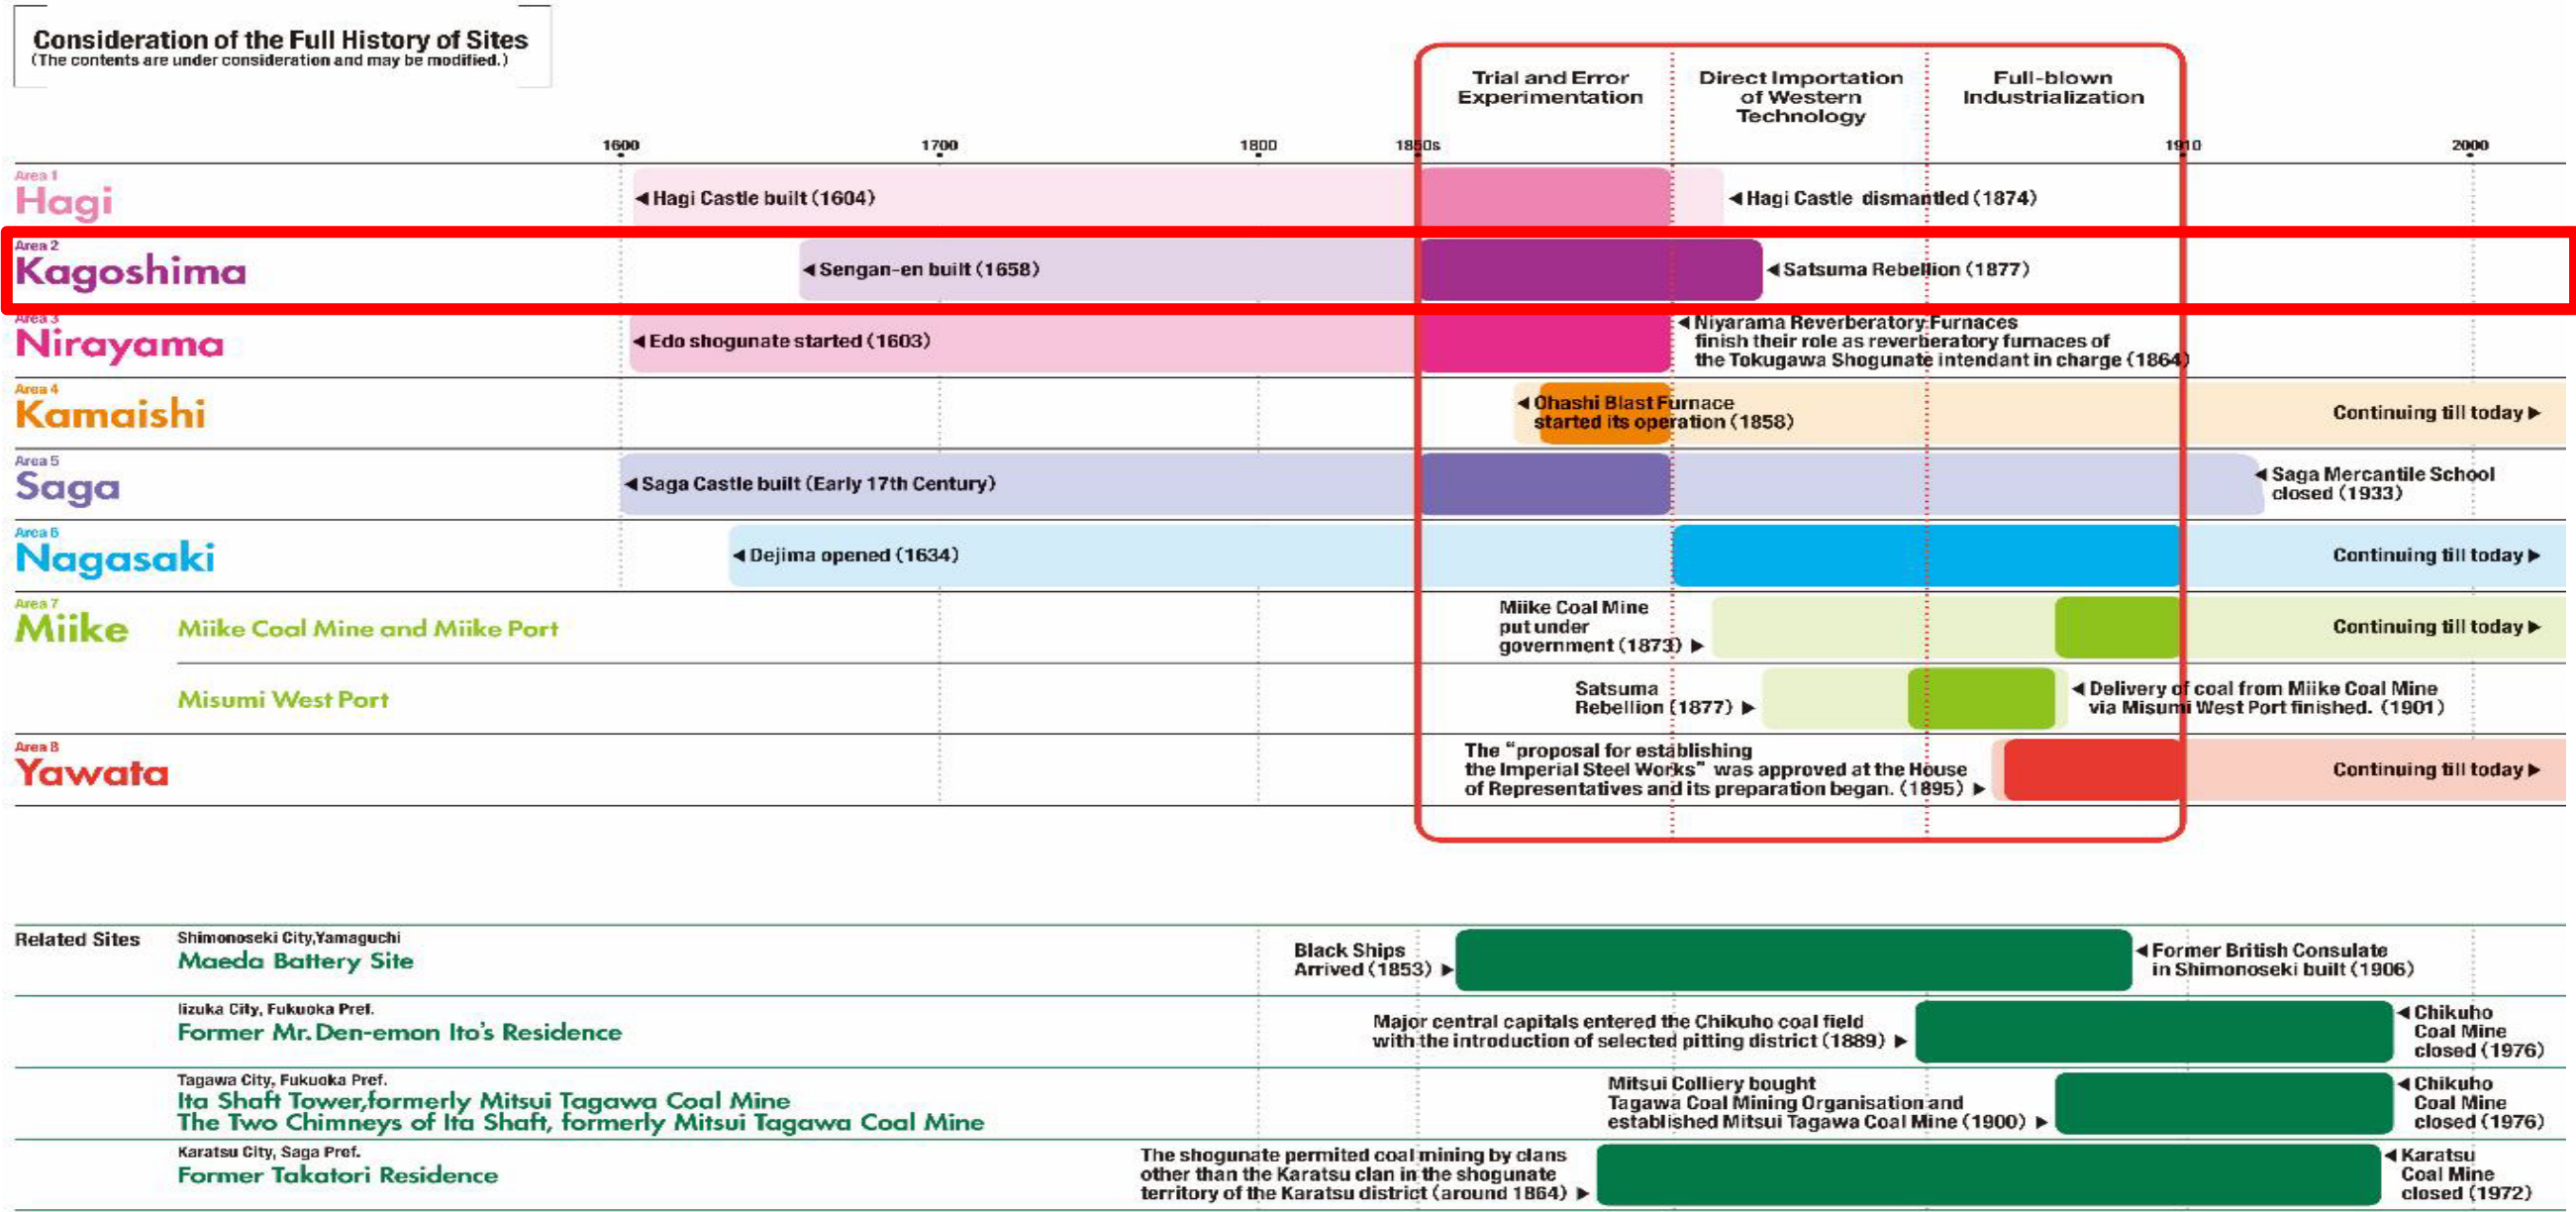 Consideration of the Full History of Sites
(The contents are under consideration and may be modified.)
Trial and Error
Experimentation
Direct Importation
of Western
Technology
Full-blown
Industrialization
1600
1700
1800
1850s
1910
2000
Area 1
Hagi
◀Hagi Castle built (1604)
◀Hagi Castle dismantled (1874)
Area 2
Kagoshima
◀Sengan-en built (1658)
◀Satsuma Rebellion (1877)
Area 3
Nirayama
◀Edo shogunate started (1603)
◀Niyarama Reverberatory Furnaces
finish their role as reverberatory furnaces of
the Tokugawa Shogunate intendant in charge (1864)
Area 4
Kamaishi
◀Ohashi Blast Furnace
started its operation (1858)
Continuing till today▶
Area 5
Saga
◀Saga Castle built (Early 17th Century)
◀Saga Mercantile School
closed (1933)
Area 6
Nagasaki
◀Dejima opened (1634)
Continuing till today▶
Area 7
Miike
Miike Coal Mine and Miike Port
Miike Coal Mine
put under
government (1873) ▶
Continuing till today▶
Misumi West Port
Satsuma
Rebellion (1877) ▶
◀Delivery of coal from Miike Coal Mine
via Misumi West Port finished. (1901)
Area 8
Yawata
The "proposal for establishing
the Imperial Steel Works" was approved at the House
of Representatives and its preparation began. (1895) ▶
Continuing till today▶
Related Sites
Shimonoseki City,Yamaguchi
Maeda Battery Site
Black Ships
Arrived (1853) ▶
◀Former British Consulate
in Shimonoseki built (1906)
Iizuka City, Fukuoka Pref.
Former Mr. Den-emon Ito's Residence
Major central capitals entered the Chikuho coal field
with the introduction of selected pitting district (1889) ▶
◀Chikuho
Coal Mine
closed (1976)
Tagawa City, Fukuoka Pref.
Ita Shaft Tower,formerly Mitsui Tagawa Coal Mine
The Two Chimneys of Ita Shaft, formerly Mitsui Tagawa Coal Mine
Mitsui Colliery bought
Tagawa Coal Mining Organisation and
established Mitsui Tagawa Coal Mine (1900) ▶
◀Chikuho
Coal Mine
closed (1976)
Karatsu City, Saga Pref.
Former Takatori Residence
The shogunate permited coal mining by clans
other than the Karatsu clan in the shogunate
territory of the Karatsu district (around 1864) ▶
◀Karatsu
Coal Mine
closed (1972)